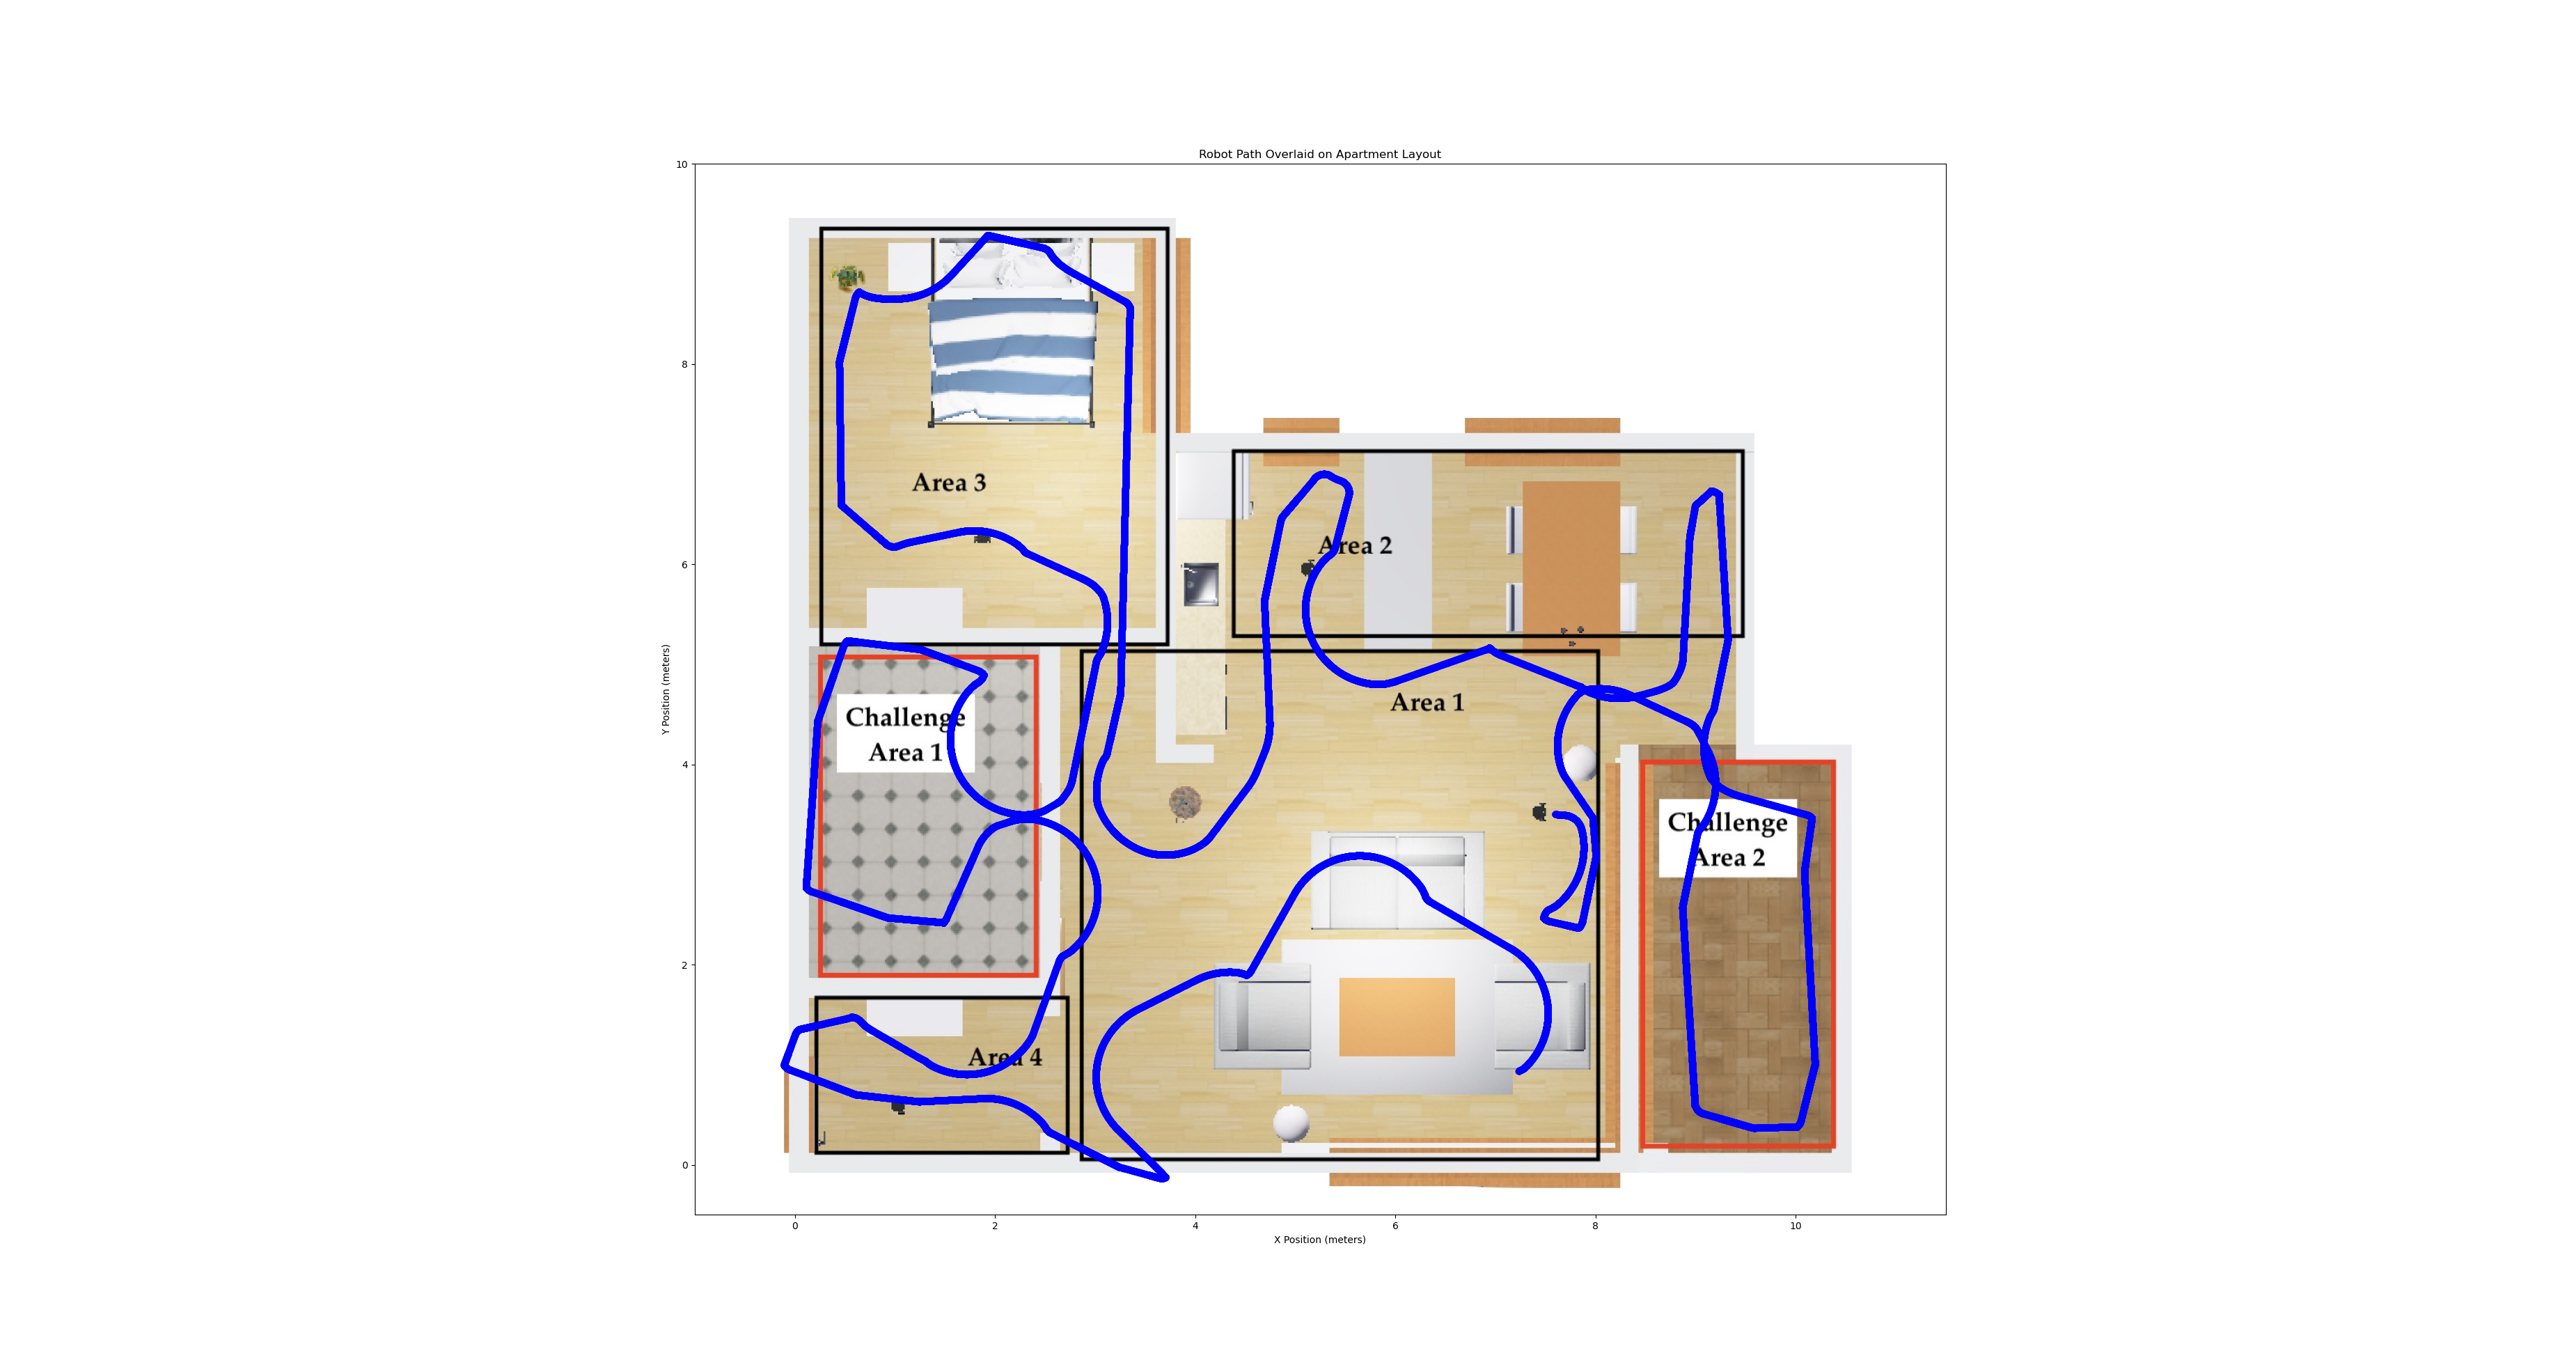 Robot Path Overlaid on Apartment Layout
10
8
6
4
2
0
Y Position (meters)
Area 3
Area 2
Area 1
Challenge
Area 1
Challenge
Area 2
Area 4
0
2
4
6
8
10
X Position (meters)